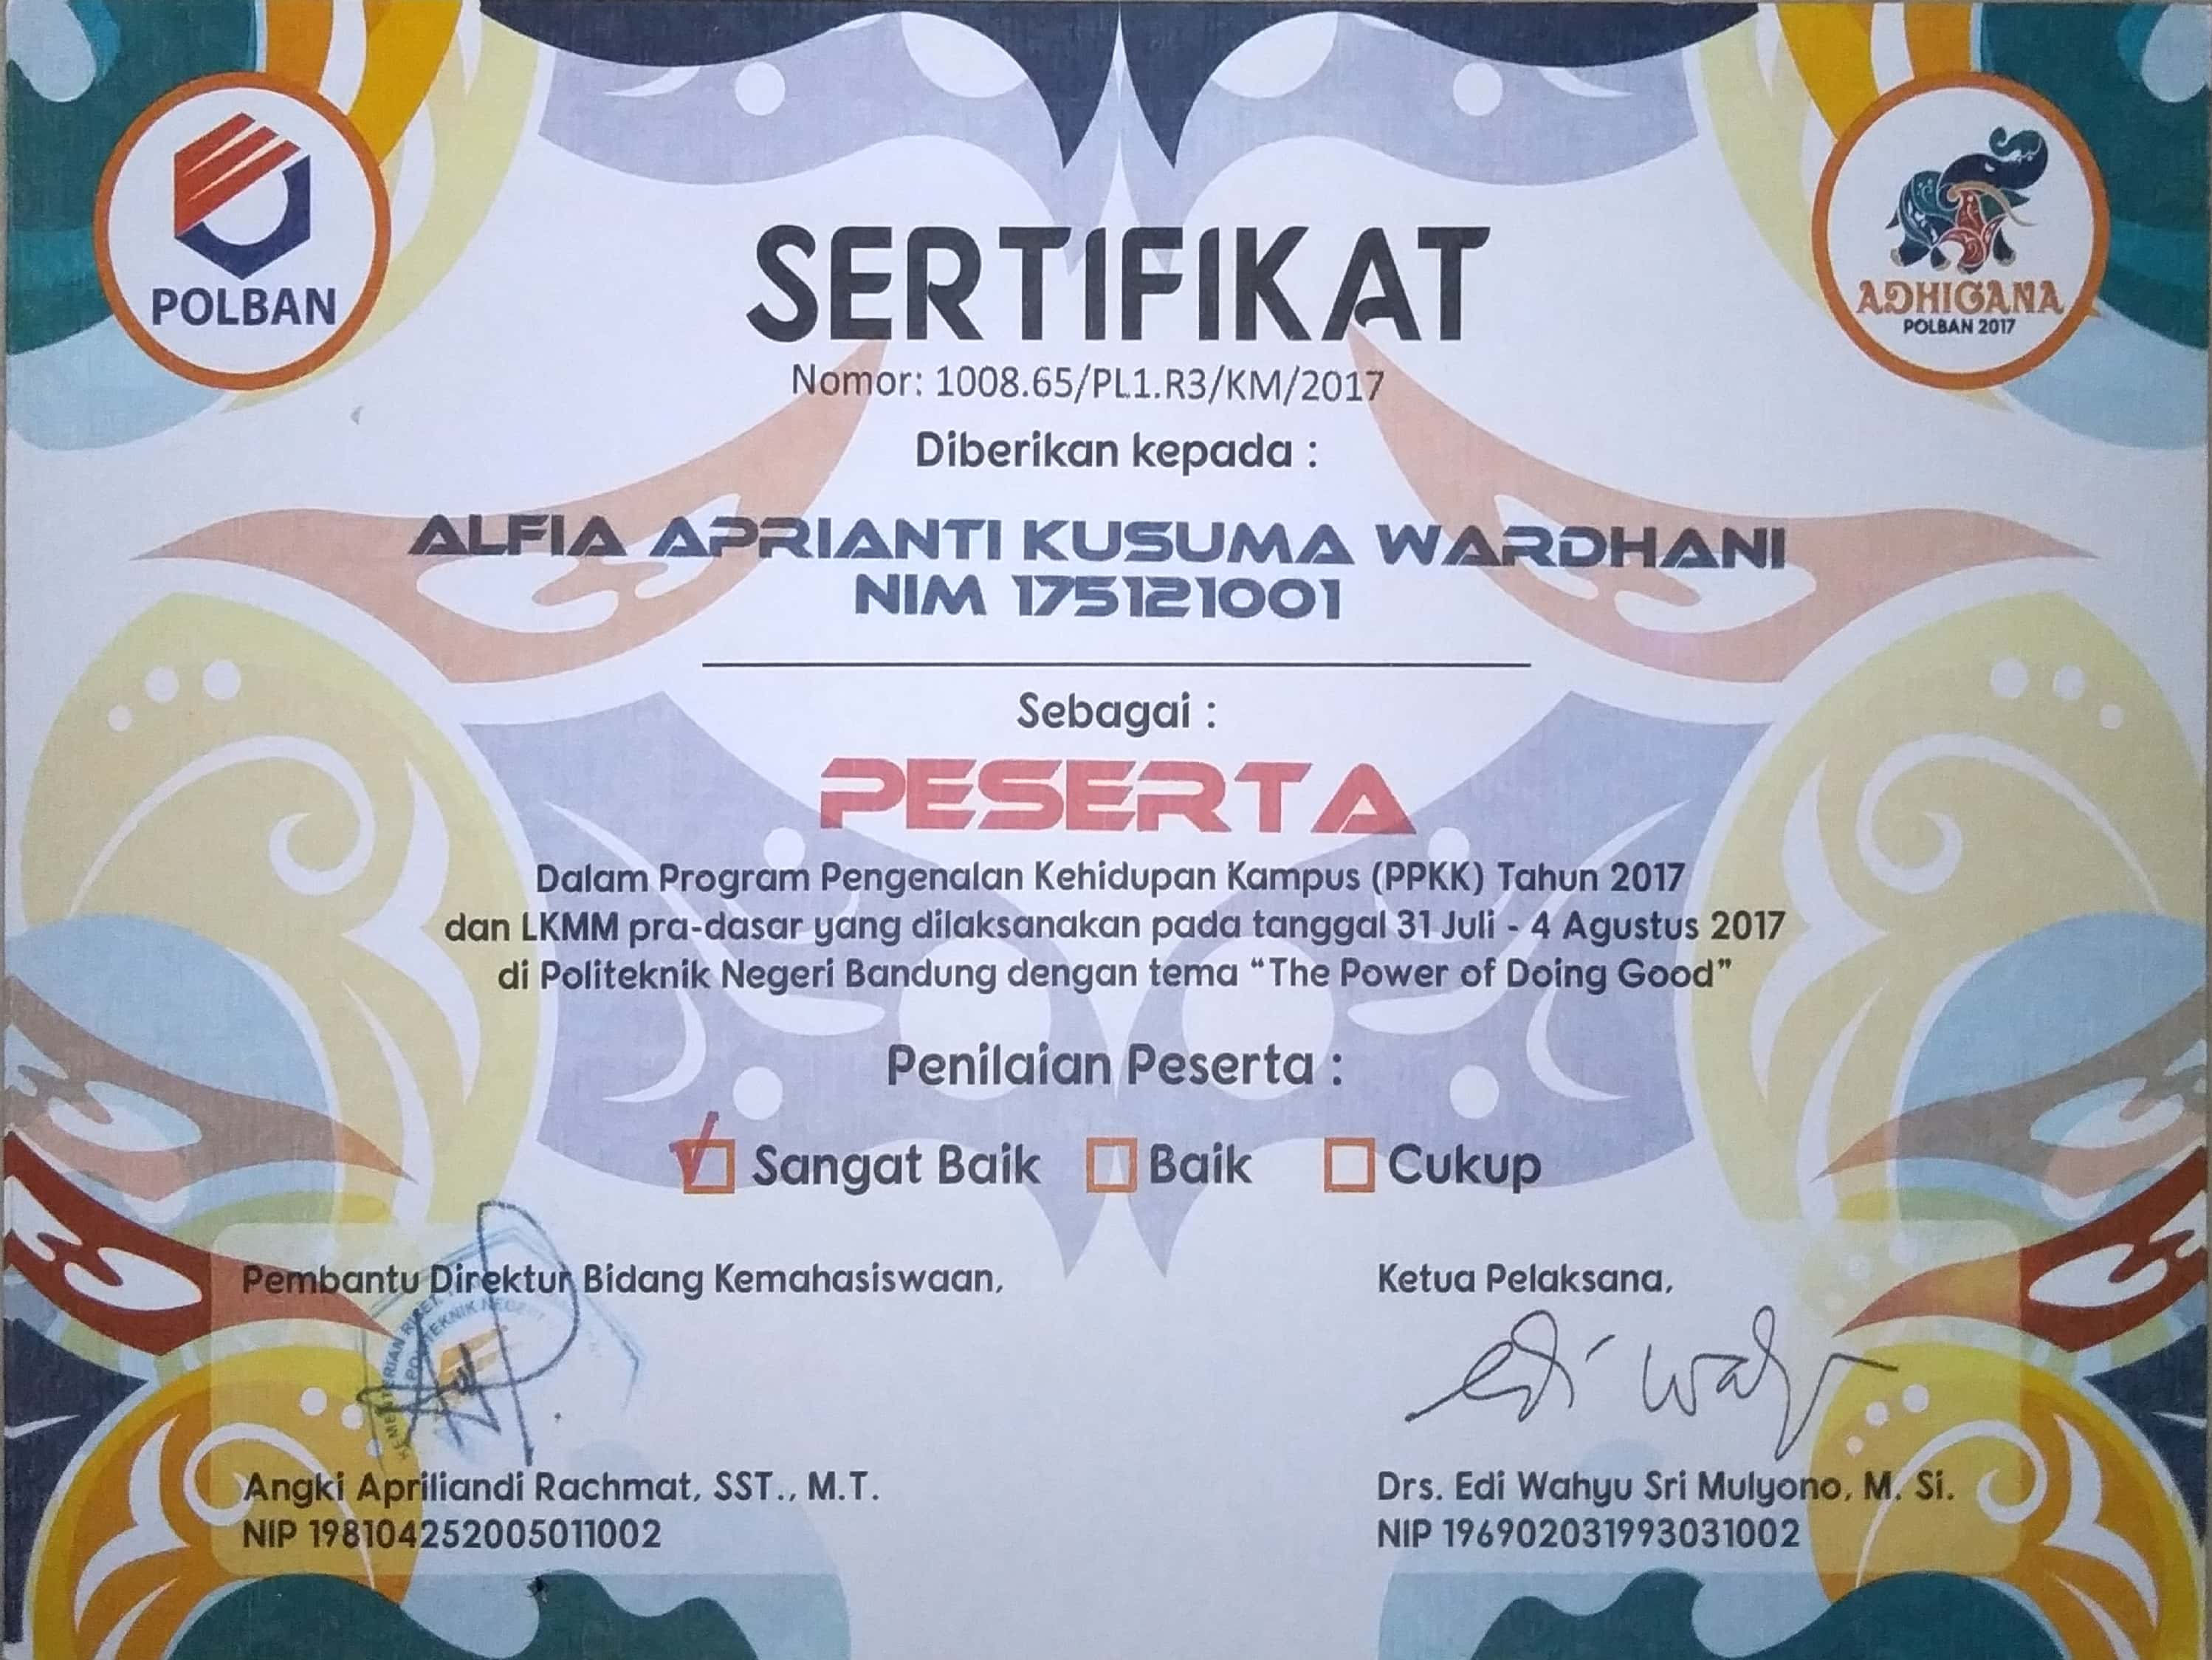 POLBAN
ADHIGANA
POLBAN 2017
SERTIFIKAT
Nomor: 1008.65/PL1.R3/KM/2017
Diberikan kepada :
ALFIA APRIANTI KUSUMA WARDHANI
NIM 175121001
Sebagai :
PESERTA
Dalam Program Pengenalan Kehidupan Kampus (PPKK) Tahun 2017
dan LKMM pra-dasar yang dilaksanakan pada tanggal 31 Juli - 4 Agustus 2017
di Politeknik Negeri Bandung dengan tema “The Power of Doing Good”
Penilaian Peserta :
Sangat Baik Baik Cukup
Pembantu Direktur Bidang Kemahasiswaan,
POLITEKNIK NEGERI
Angki Apriliandi Rachmat, SST., M.T.
NIP 198104252005011002
Ketua Pelaksana,
Edi Wahyu
Drs. Edi Wahyu Sri Mulyono, M. Si.
NIP 196902031993031002